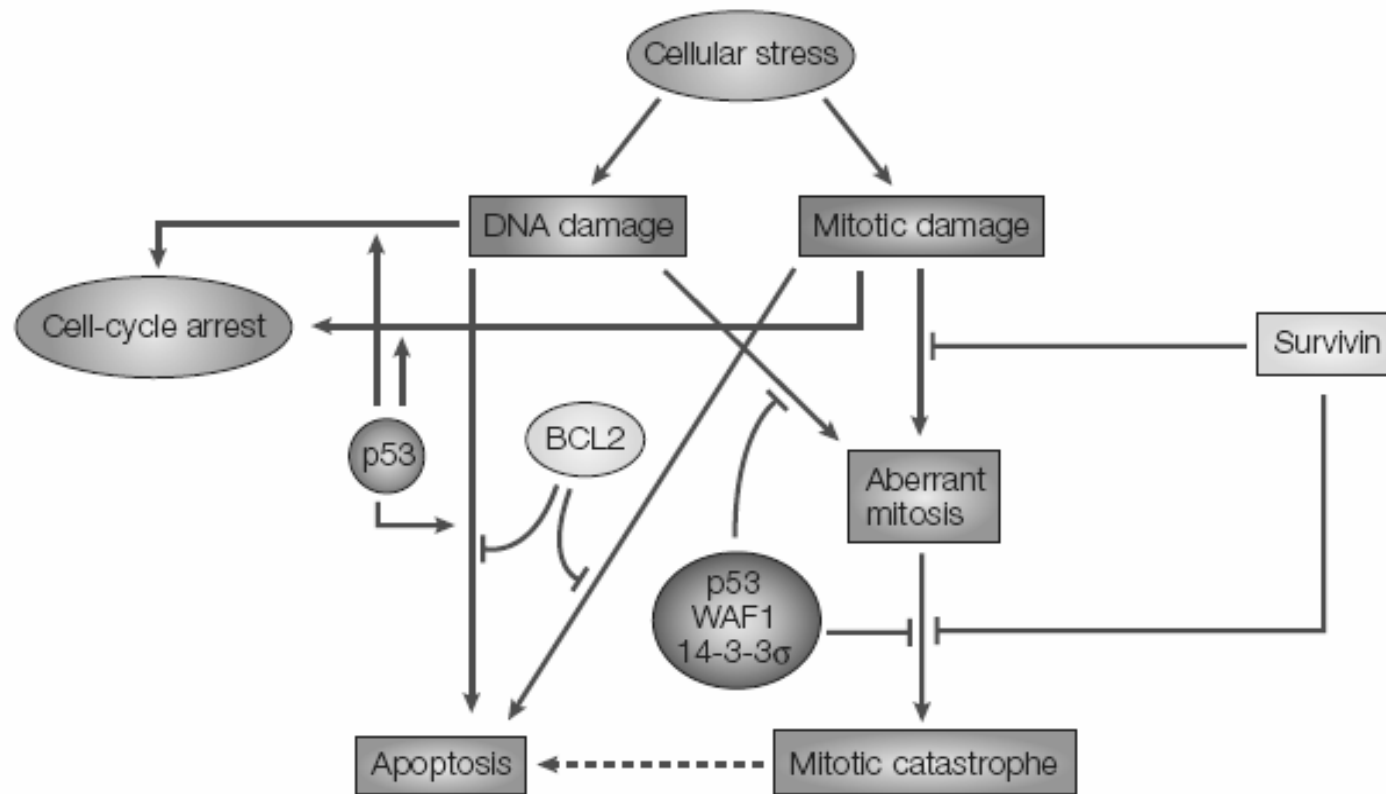 Cellular stress
DNA damage
Mitotic damage
Cell-cycle arrest
Survivin
p53
BCL2
Aberrant
mitosis
p53
WAF1
14-3-3σ
Apoptosis
Mitotic catastrophe